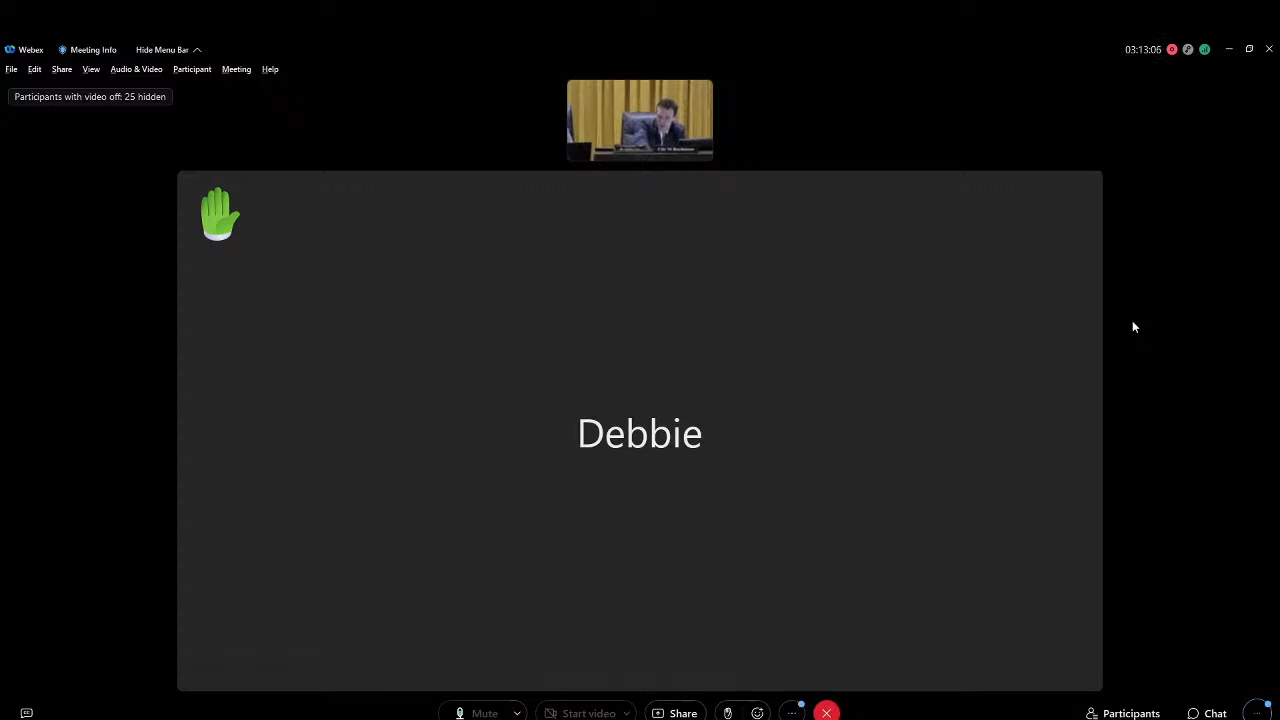 Webex Meeting Info Hide Menu Bar 03:13:06
File Edit Share View Audio & Video Participant Meeting Help
Participants with video off: 25 hidden
Debbie
CC Mute Start video Share Participants Chat